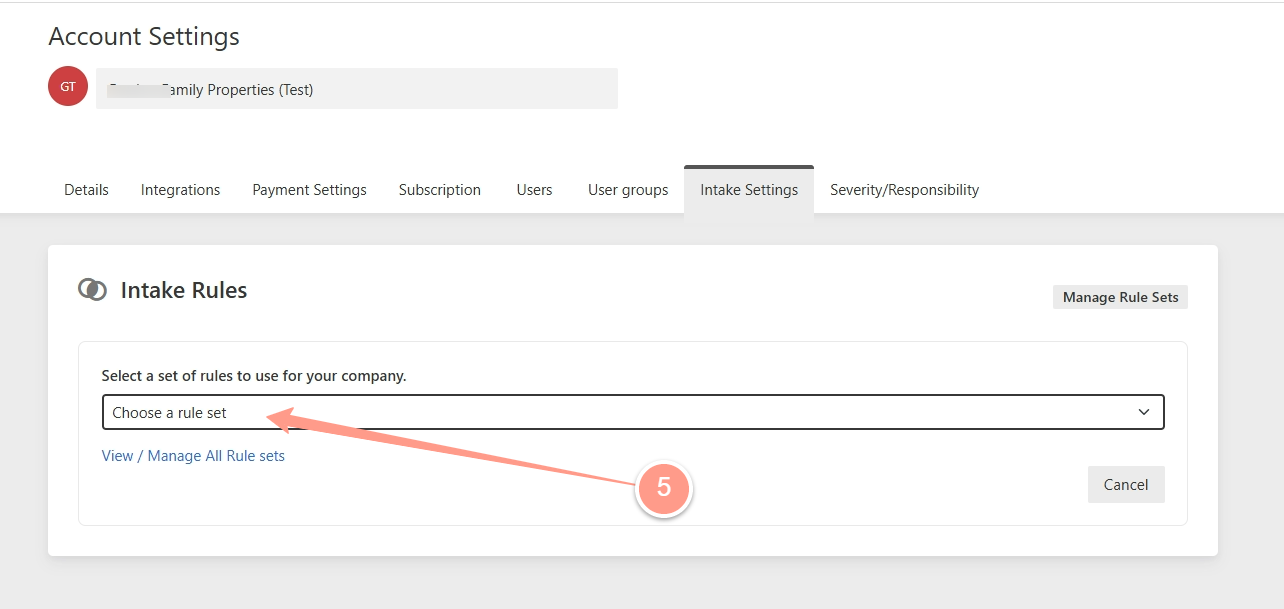 Account Settings
GT
Family Properties (Test)
Details Integrations Payment Settings Subscription Users User groups Intake Settings Severity/Responsibility
Intake Rules
Manage Rule Sets
Select a set of rules to use for your company.
Choose a rule set
View / Manage All Rule sets
5
Cancel